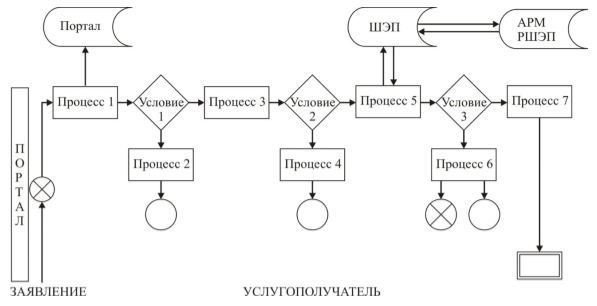 Портал
ШЭП
АРМ
РШЭП
Процесс 1
Условие
1
Процесс 3
Условие
2
Процесс 5
Условие
3
Процесс 7
Процесс 2
Процесс 4
Процесс 6
ПОРТАЛ
ЗАЯВЛЕНИЕ
УСЛУГОПОЛУЧАТЕЛЬ